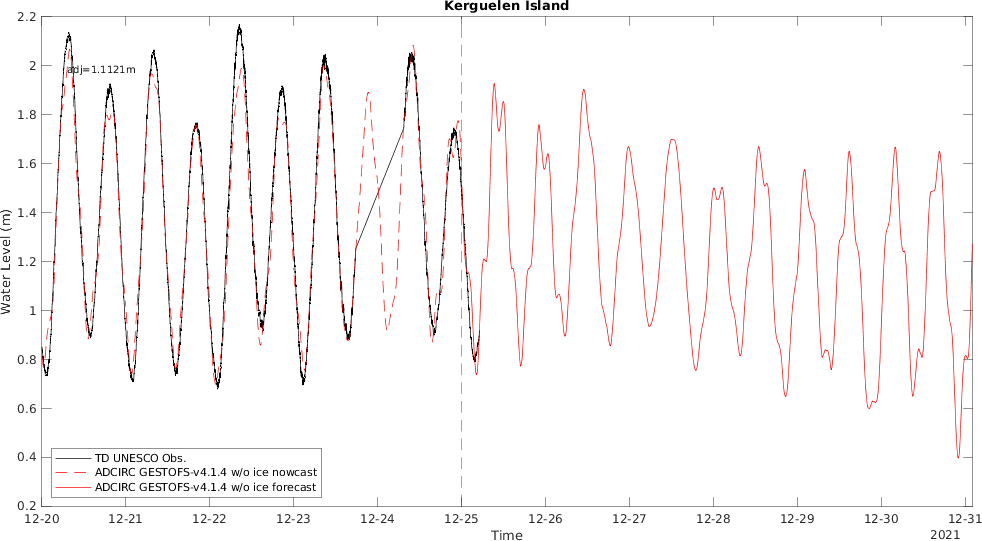 Kerguelen Island
2.2
2
1.8
1.6
1.4
1.2
1
0.8
0.6
0.4
0.2
Water Level (m)
adj=1.1121m
TD UNESCO Obs.
ADCIRC GESTOFS-v4.1.4 w/o ice nowcast
ADCIRC GESTOFS-v4.1.4 w/o ice forecast
12-20 12-21 12-22 12-23 12-24 12-25 12-26 12-27 12-28 12-29 12-30 12-31
Time
2021